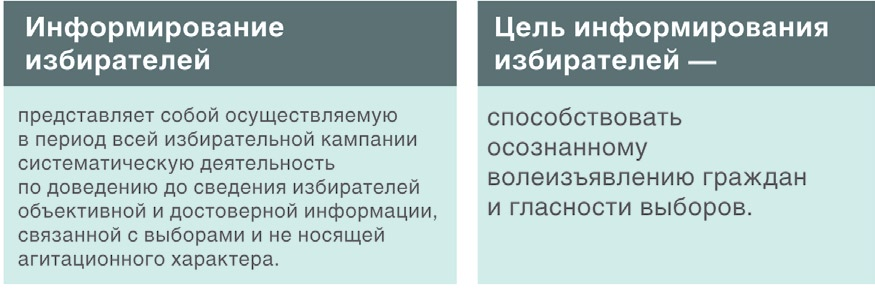 Информирование
избирателей
представляет собой осуществляемую
в период всей избирательной кампании
систематическую деятельность
по доведению до сведения избирателей
объективной и достоверной информации,
связанной с выборами и не носящей
агитационного характера.
Цель информирования
избирателей —
способствовать
осознанному
волеизъявлению граждан
и гласности выборов.